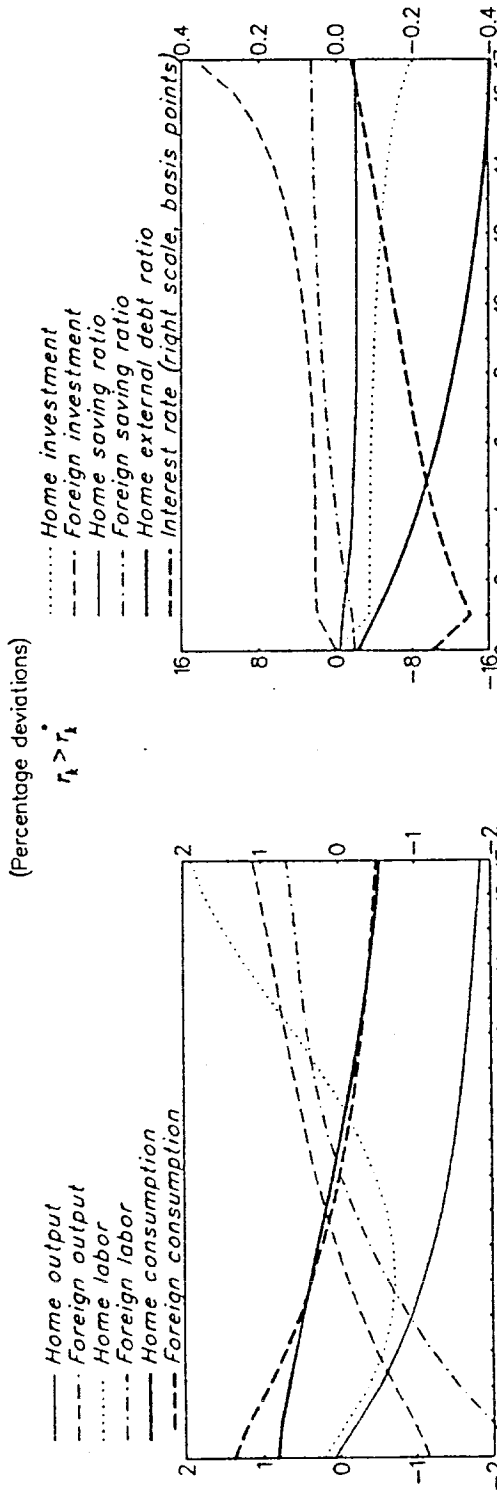 (Percentage deviations)
r_k > r_k^*
Home output
Foreign output
Home labor
Foreign labor
Home consumption
Foreign consumption
2
1
0
-1
-2
2
1
0
-1
-2
Home investment
Foreign investment
Home saving ratio
Foreign saving ratio
Home external debt ratio
Interest rate (right scale, basis points)
16
8
0
-8
-16
0.4
0.2
0.0
-0.2
-0.4